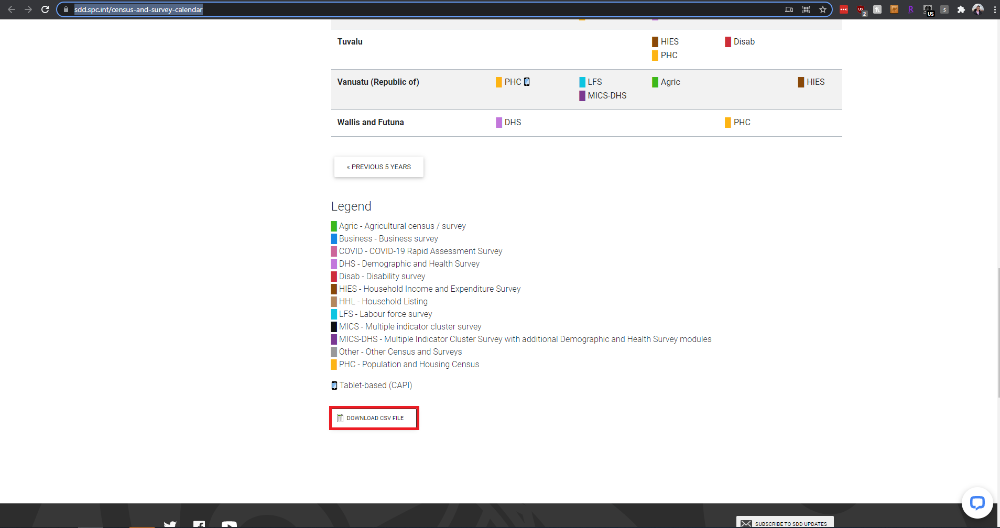 sdd.spc.int/census-and-survey-calendar
2
US
s
Tuvalu HIES Disab
PHC
Vanuatu (Republic of) PHC LFS Agric HIES
MICS-DHS
Wallis and Futuna DHS PHC
« PREVIOUS 5 YEARS
Legend
Agric - Agricultural census / survey
Business - Business survey
COVID - COVID-19 Rapid Assessment Survey
DHS - Demographic and Health Survey
Disab - Disability survey
HIES - Household Income and Expenditure Survey
HHL - Household Listing
LFS - Labour force survey
MICS - Multiple indicator cluster survey
MICS-DHS - Multiple Indicator Cluster Survey with additional Demographic and Health Survey modules
Other - Other Census and Surveys
PHC - Population and Housing Census
Tablet-based (CAPI)
DOWNLOAD CSV FILE
SUBSCRIBE TO SDD UPDATES